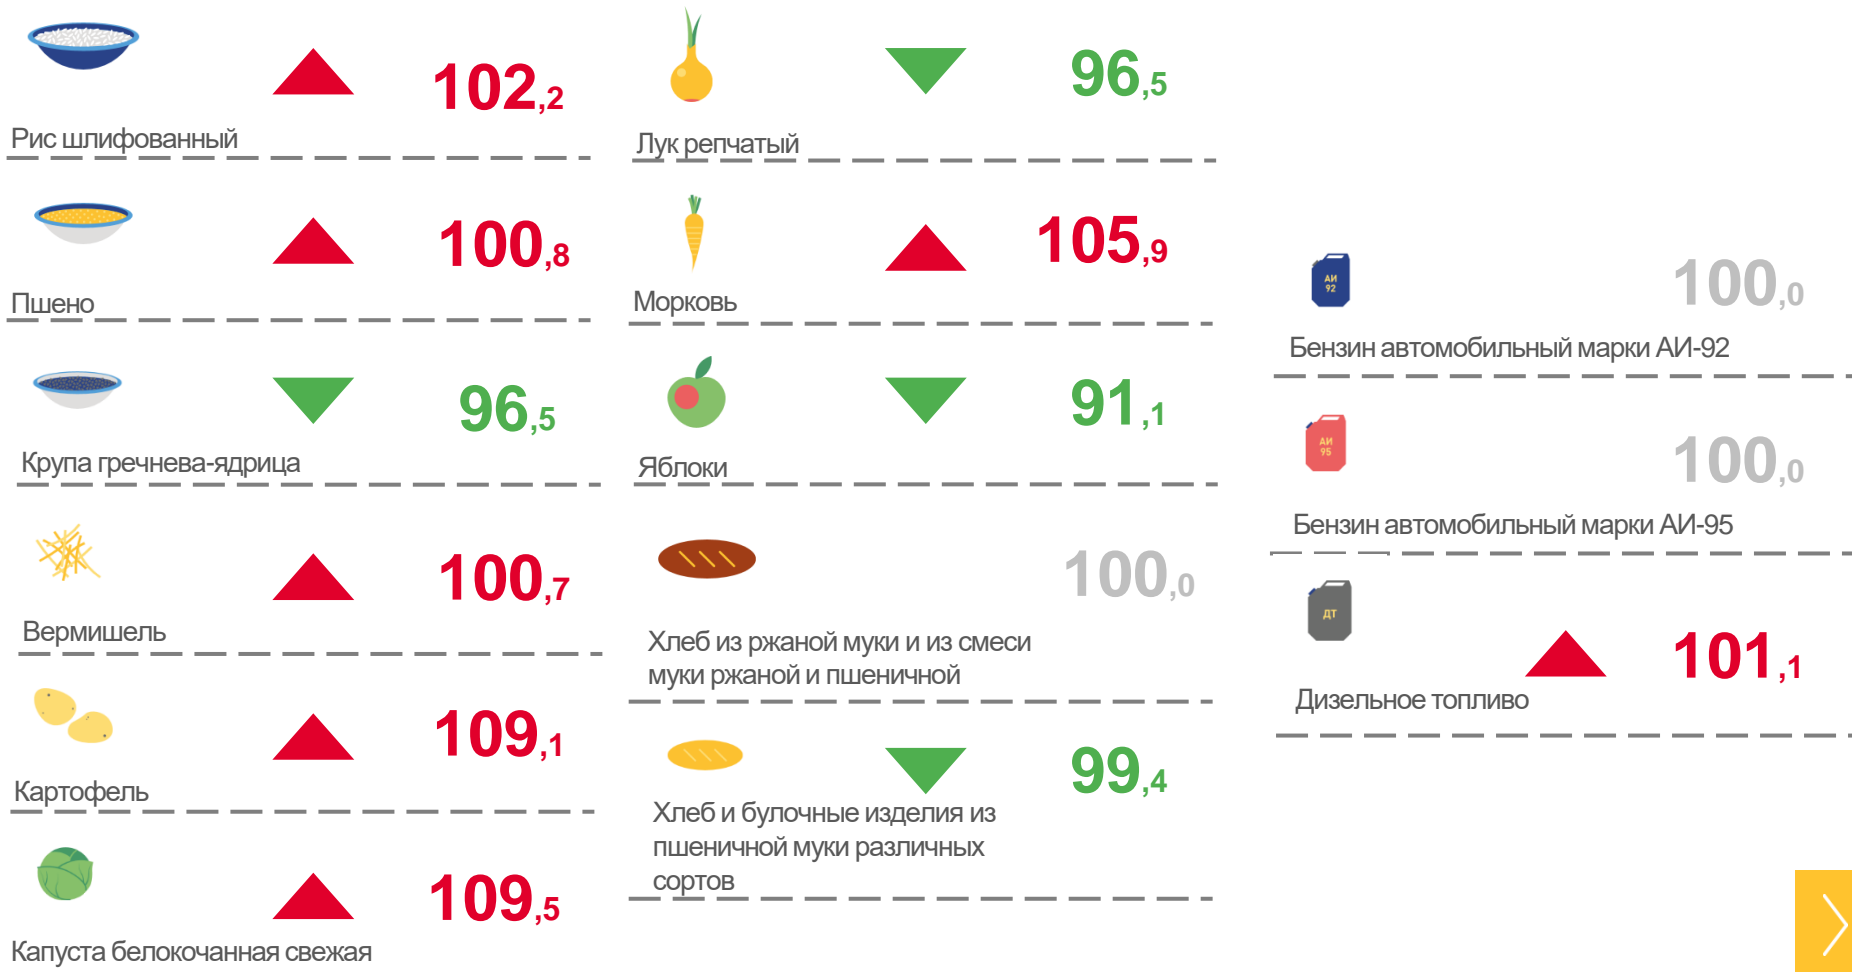 102,2
Рис шлифованный
100,8
Пшено
96,5
Крупа гречнева-ядрица
100,7
Вермишель
109,1
Картофель
109,5
Капуста белокочанная свежая
96,5
Лук репчатый
105,9
Морковь
91,1
Яблоки
100,0
Хлеб из ржаной муки и из смеси
муки ржаной и пшеничной
99,4
Хлеб и булочные изделия из
пшеничной муки различных
сортов
АИ
92
100,0
Бензин автомобильный марки АИ-92
АИ
95
100,0
Бензин автомобильный марки АИ-95
ДТ
101,1
Дизельное топливо